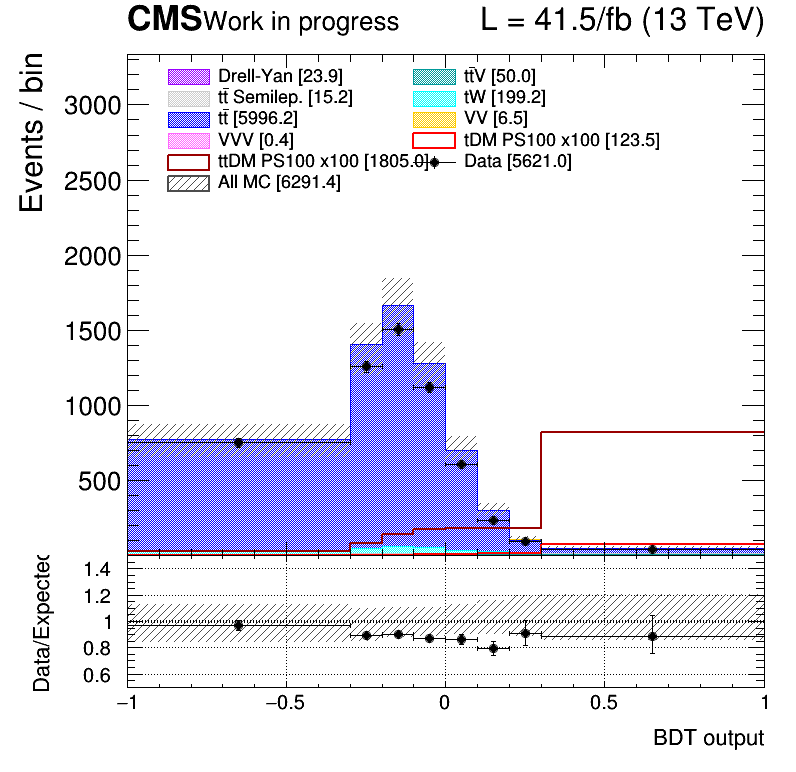 CMS Work in progress L = 41.5/fb (13 TeV)
Events / bin
3000
2500
2000
1500
1000
500
Drell-Yan [23.9] tt̄V [50.0]
tt̄ Semilep. [15.2] tW [199.2]
tt̄ [5996.2] VV [6.5]
VVV [0.4] tDM PS100 x100 [123.5]
ttDM PS100 x100 [1805.0] Data [5621.0]
All MC [6291.4]
Data/Expected
1.4
1.2
1
0.8
0.6
−1 −0.5 0 0.5 1
BDT output